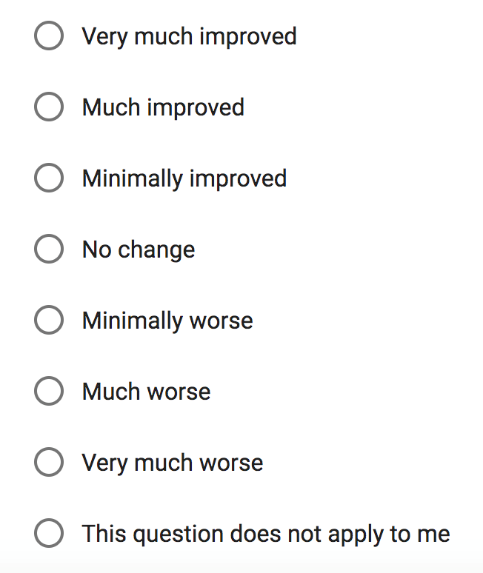 Very much improved
Much improved
Minimally improved
No change
Minimally worse
Much worse
Very much worse
This question does not apply to me